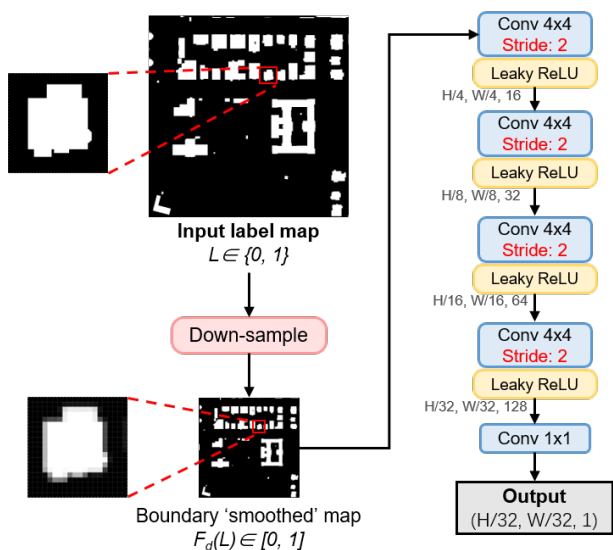 Input label map
L∈ {0, 1}
Down-sample
Boundary ‘smoothed’ map
F_d(L) ∈ [0, 1]
Conv 4x4
Stride: 2
Leaky ReLU
H/4, W/4, 16
Conv 4x4
Stride: 2
Leaky ReLU
H/8, W/8, 32
Conv 4x4
Stride: 2
Leaky ReLU
H/16, W/16, 64
Conv 4x4
Stride: 2
Leaky ReLU
H/32, W/32, 128
Conv 1x1
Output
(H/32, W/32, 1)